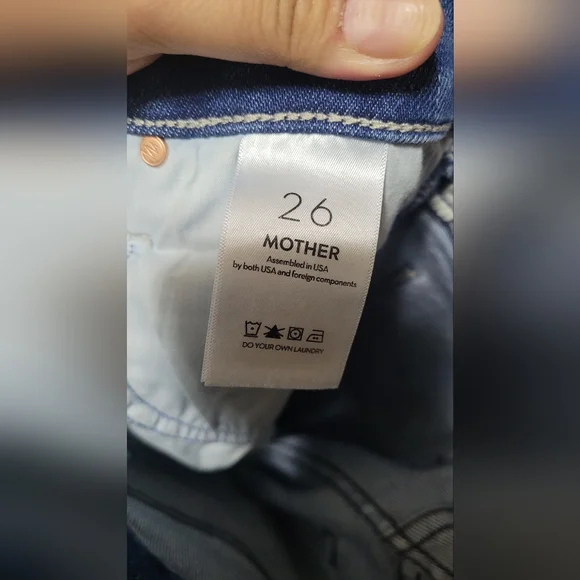 26
MOTHER
Assembled in USA
by both USA and foreign components
DO YOUR OWN LAUNDRY